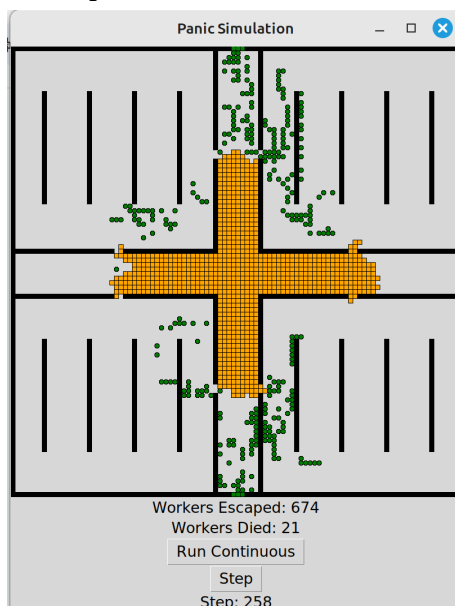 Panic Simulation
Workers Escaped: 674
Workers Died: 21
Run Continuous
Step
Step: 258